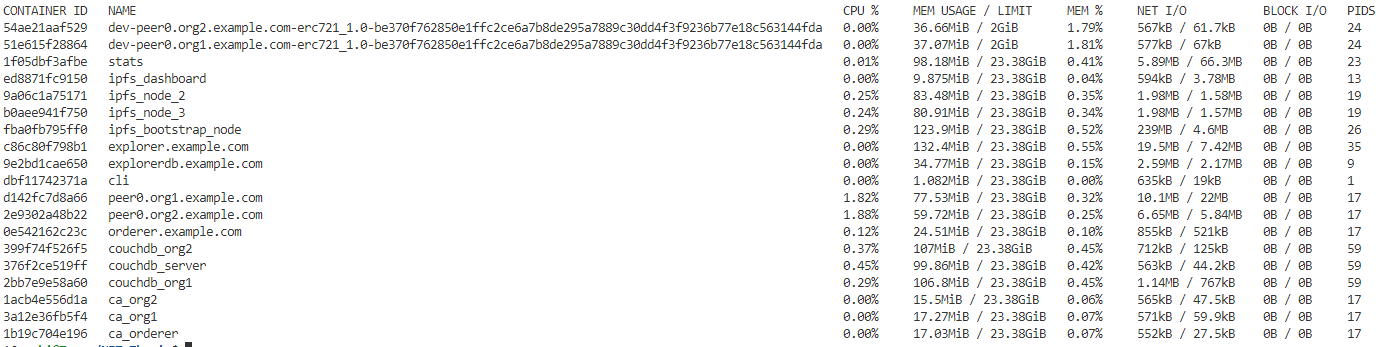 CONTAINER ID NAME CPU % MEM USAGE / LIMIT MEM % NET I/O BLOCK I/O PIDS
54ae21aaf529 dev-peer0.org2.example.com-erc721_1.0-be370f762850e1ffc2ce6a7b8de295a7889c30dd4f3f9236b77e18c563144fda 0.00% 36.66MiB / 2GiB 1.79% 567kB / 61.7kB 0B / 0B 24
51e615f28864 dev-peer0.org1.example.com-erc721_1.0-be370f762850e1ffc2ce6a7b8de295a7889c30dd4f3f9236b77e18c563144fda 0.00% 37.07MiB / 2GiB 1.81% 577kB / 67kB 0B / 0B 24
1f05dbf3afbe stats 0.01% 98.18MiB / 23.38GiB 0.41% 5.89MB / 66.3MB 0B / 0B 23
ed8871fc9150 ipfs_dashboard 0.00% 9.875MiB / 23.38GiB 0.04% 594kB / 3.78MB 0B / 0B 13
9a06c1a75171 ipfs_node_2 0.25% 83.48MiB / 23.38GiB 0.35% 1.98MB / 1.58MB 0B / 0B 19
b0aee941f750 ipfs_node_3 0.24% 80.91MiB / 23.38GiB 0.34% 1.98MB / 1.57MB 0B / 0B 19
fba0fb795ff0 ipfs_bootstrap_node 0.29% 123.9MiB / 23.38GiB 0.52% 239MB / 4.6MB 0B / 0B 26
c86c80f798b1 explorer.example.com 0.00% 132.4MiB / 23.38GiB 0.55% 19.5MB / 7.42MB 0B / 0B 35
9e2bd1cae650 explorerdb.example.com 0.00% 34.77MiB / 23.38GiB 0.15% 2.59MB / 2.17MB 0B / 0B 9
dbf11742371a cli 0.00% 1.082MiB / 23.38GiB 0.00% 635kB / 19kB 0B / 0B 1
d142fc7d8a66 peer0.org1.example.com 1.82% 77.53MiB / 23.38GiB 0.32% 10.1MB / 22MB 0B / 0B 17
2e9302a48b22 peer0.org2.example.com 1.88% 59.72MiB / 23.38GiB 0.25% 6.65MB / 5.84MB 0B / 0B 17
0e542162c23c orderer.example.com 0.12% 24.51MiB / 23.38GiB 0.10% 855kB / 521kB 0B / 0B 17
399f74f526f5 couchdb_org2 0.37% 107MiB / 23.38GiB 0.45% 712kB / 125kB 0B / 0B 59
376f2ce519ff couchdb_server 0.45% 99.86MiB / 23.38GiB 0.42% 563kB / 44.2kB 0B / 0B 59
2bb7e9e58a60 couchdb_org1 0.29% 106.8MiB / 23.38GiB 0.45% 1.14MB / 767kB 0B / 0B 59
1acb4e556d1a ca_org2 0.00% 15.5MiB / 23.38GiB 0.06% 565kB / 47.5kB 0B / 0B 17
3a12e36fb5f4 ca_org1 0.00% 17.27MiB / 23.38GiB 0.07% 571kB / 59.9kB 0B / 0B 17
1b19c704e196 ca_orderer 0.00% 17.03MiB / 23.38GiB 0.07% 552kB / 27.5kB 0B / 0B 17